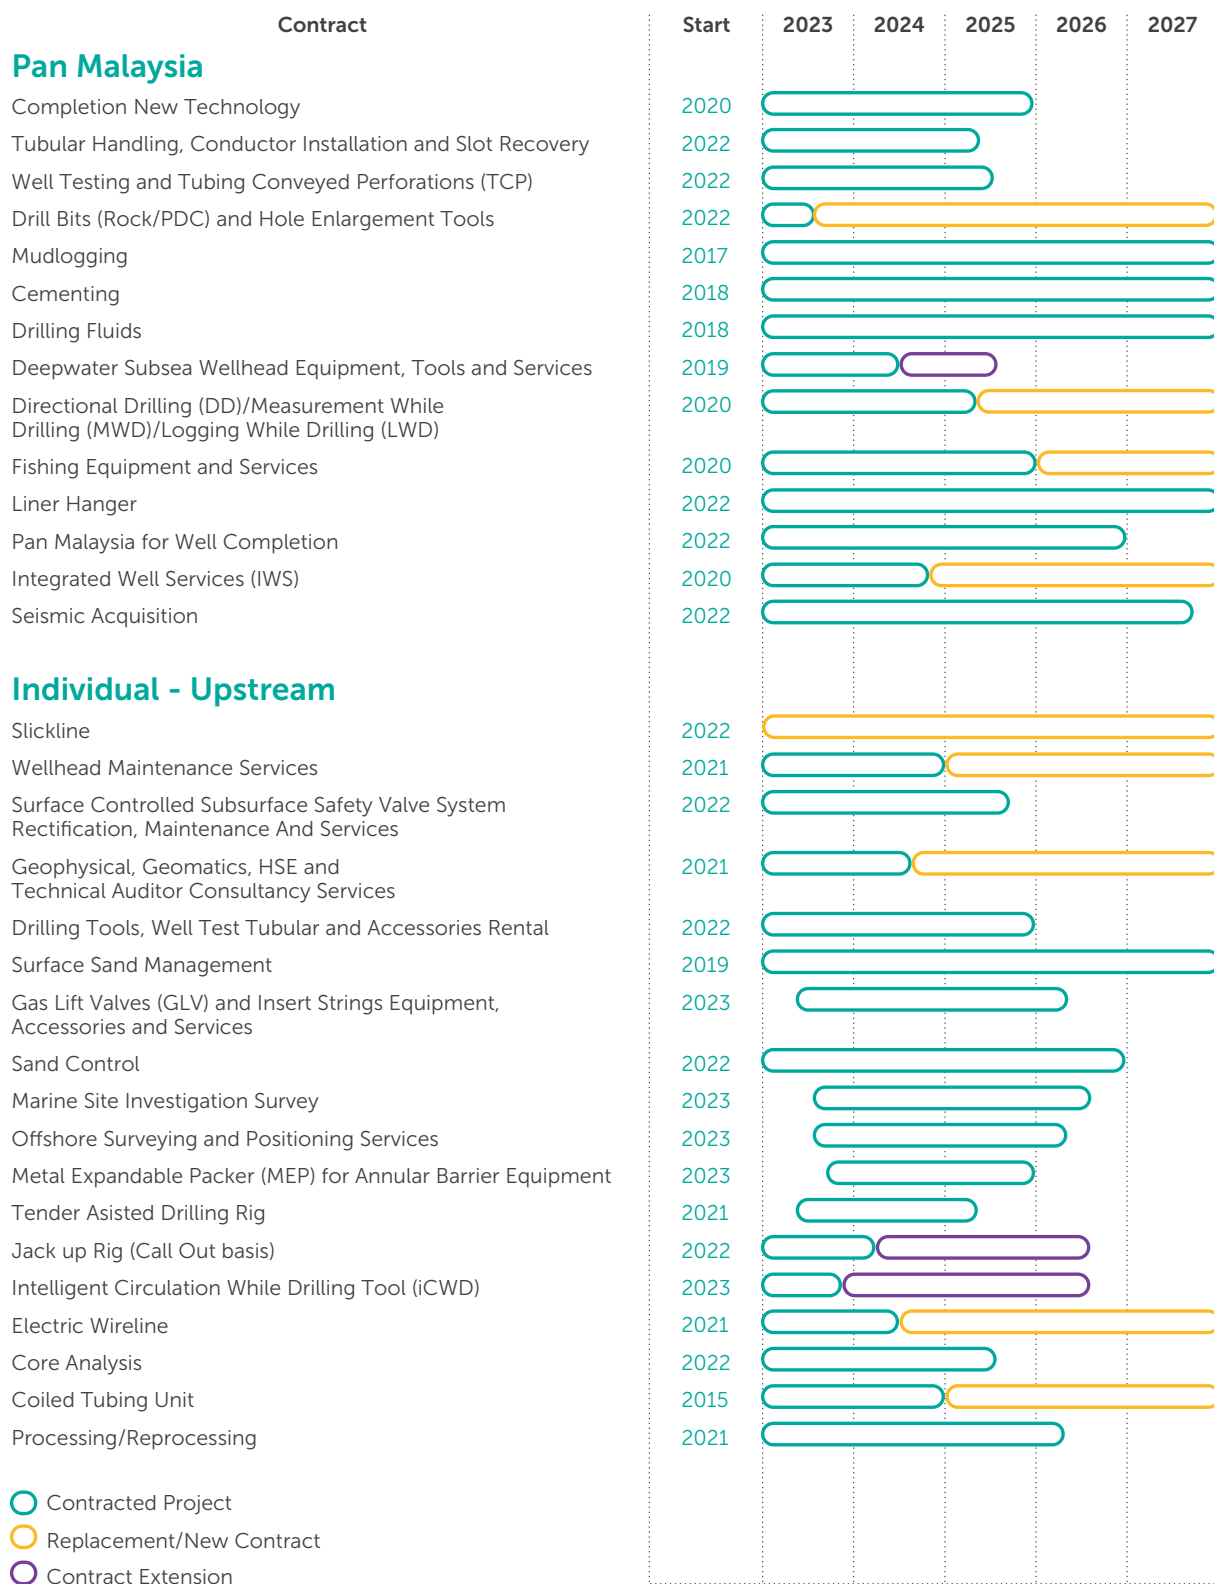 Contract Start 2023 2024 2025 2026 2027
Pan Malaysia
Completion New Technology 2020
Tubular Handling, Conductor Installation and Slot Recovery 2022
Well Testing and Tubing Conveyed Perforations (TCP) 2022
Drill Bits (Rock/PDC) and Hole Enlargement Tools 2022
Mudlogging 2017
Cementing 2018
Drilling Fluids 2018
Deepwater Subsea Wellhead Equipment, Tools and Services 2019
Directional Drilling (DD)/Measurement While 2020
Drilling (MWD)/Logging While Drilling (LWD)
Fishing Equipment and Services 2020
Liner Hanger 2022
Pan Malaysia for Well Completion 2022
Integrated Well Services (IWS) 2020
Seismic Acquisition 2022
Individual - Upstream
Slickline 2022
Wellhead Maintenance Services 2021
Surface Controlled Subsurface Safety Valve System 2022
Rectification, Maintenance And Services
Geophysical, Geomatics, HSE and 2021
Technical Auditor Consultancy Services
Drilling Tools, Well Test Tubular and Accessories Rental 2022
Surface Sand Management 2019
Gas Lift Valves (GLV) and Insert Strings Equipment, 2023
Accessories and Services
Sand Control 2022
Marine Site Investigation Survey 2023
Offshore Surveying and Positioning Services 2023
Metal Expandable Packer (MEP) for Annular Barrier Equipment 2023
Tender Asisted Drilling Rig 2021
Jack up Rig (Call Out basis) 2022
Intelligent Circulation While Drilling Tool (iCWD) 2023
Electric Wireline 2021
Core Analysis 2022
Coiled Tubing Unit 2015
Processing/Reprocessing 2021
Contracted Project
Replacement/New Contract
Contract Extension